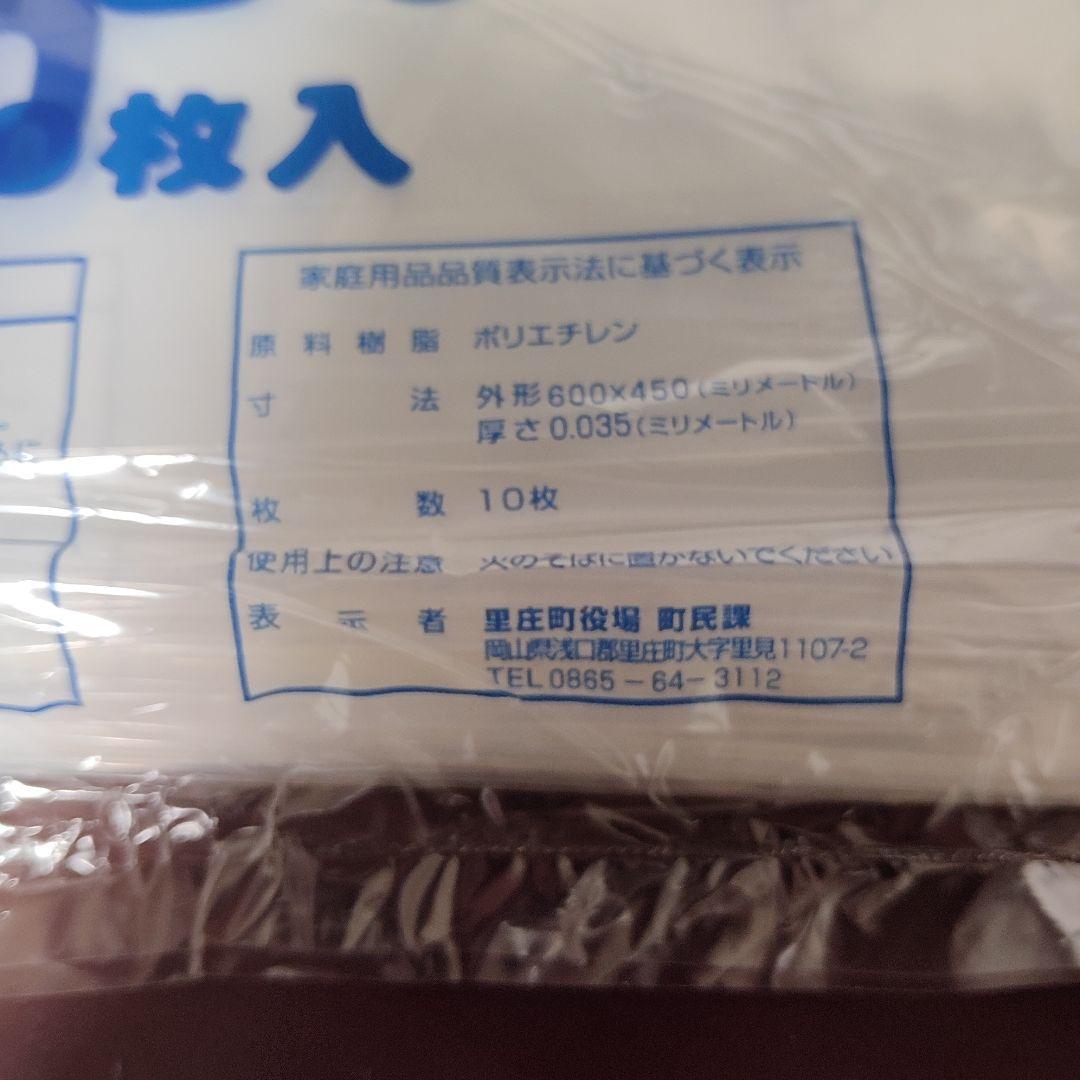 0枚入
家庭用品品質表示法に基づく表示
原料樹脂 ポリエチレン
寸法 外形600×450(ミリメートル)
厚さ0.035(ミリメートル)
枚数 10枚
使用上の注意 火のそばに置かないでください
表示者 里庄町役場 町民課
岡山県浅口郡里庄町大字里見1107-2
TEL0865-64-3112